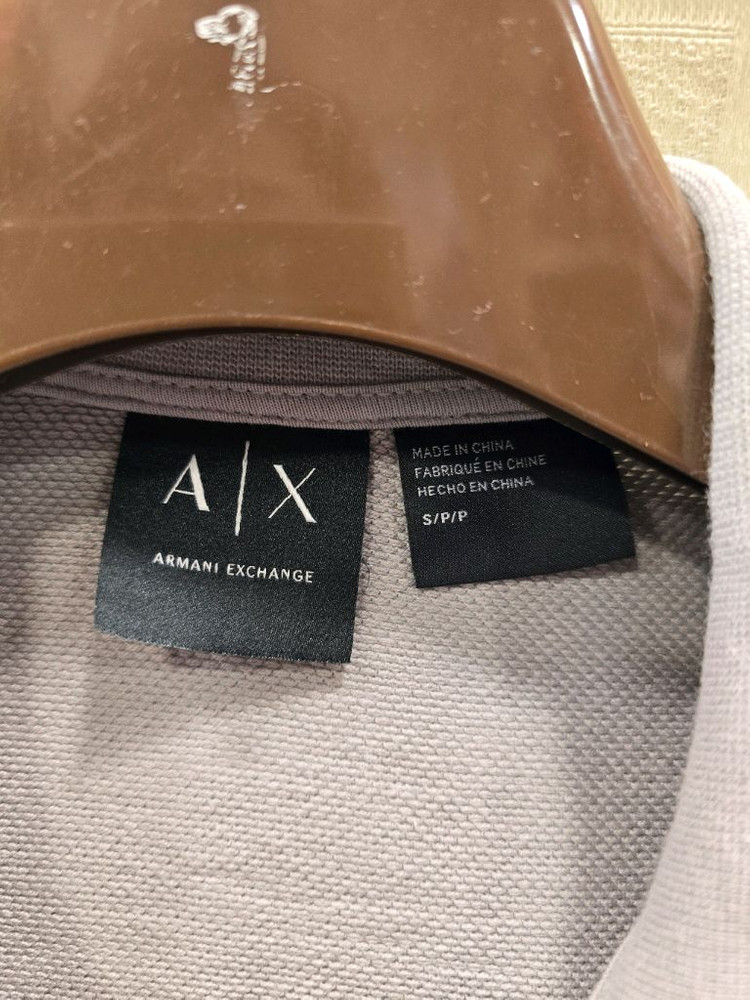 A|X
ARMANI EXCHANGE
MADE IN CHINA
FABRIQUÉ EN CHINE
HECHO EN CHINA
S/P/P